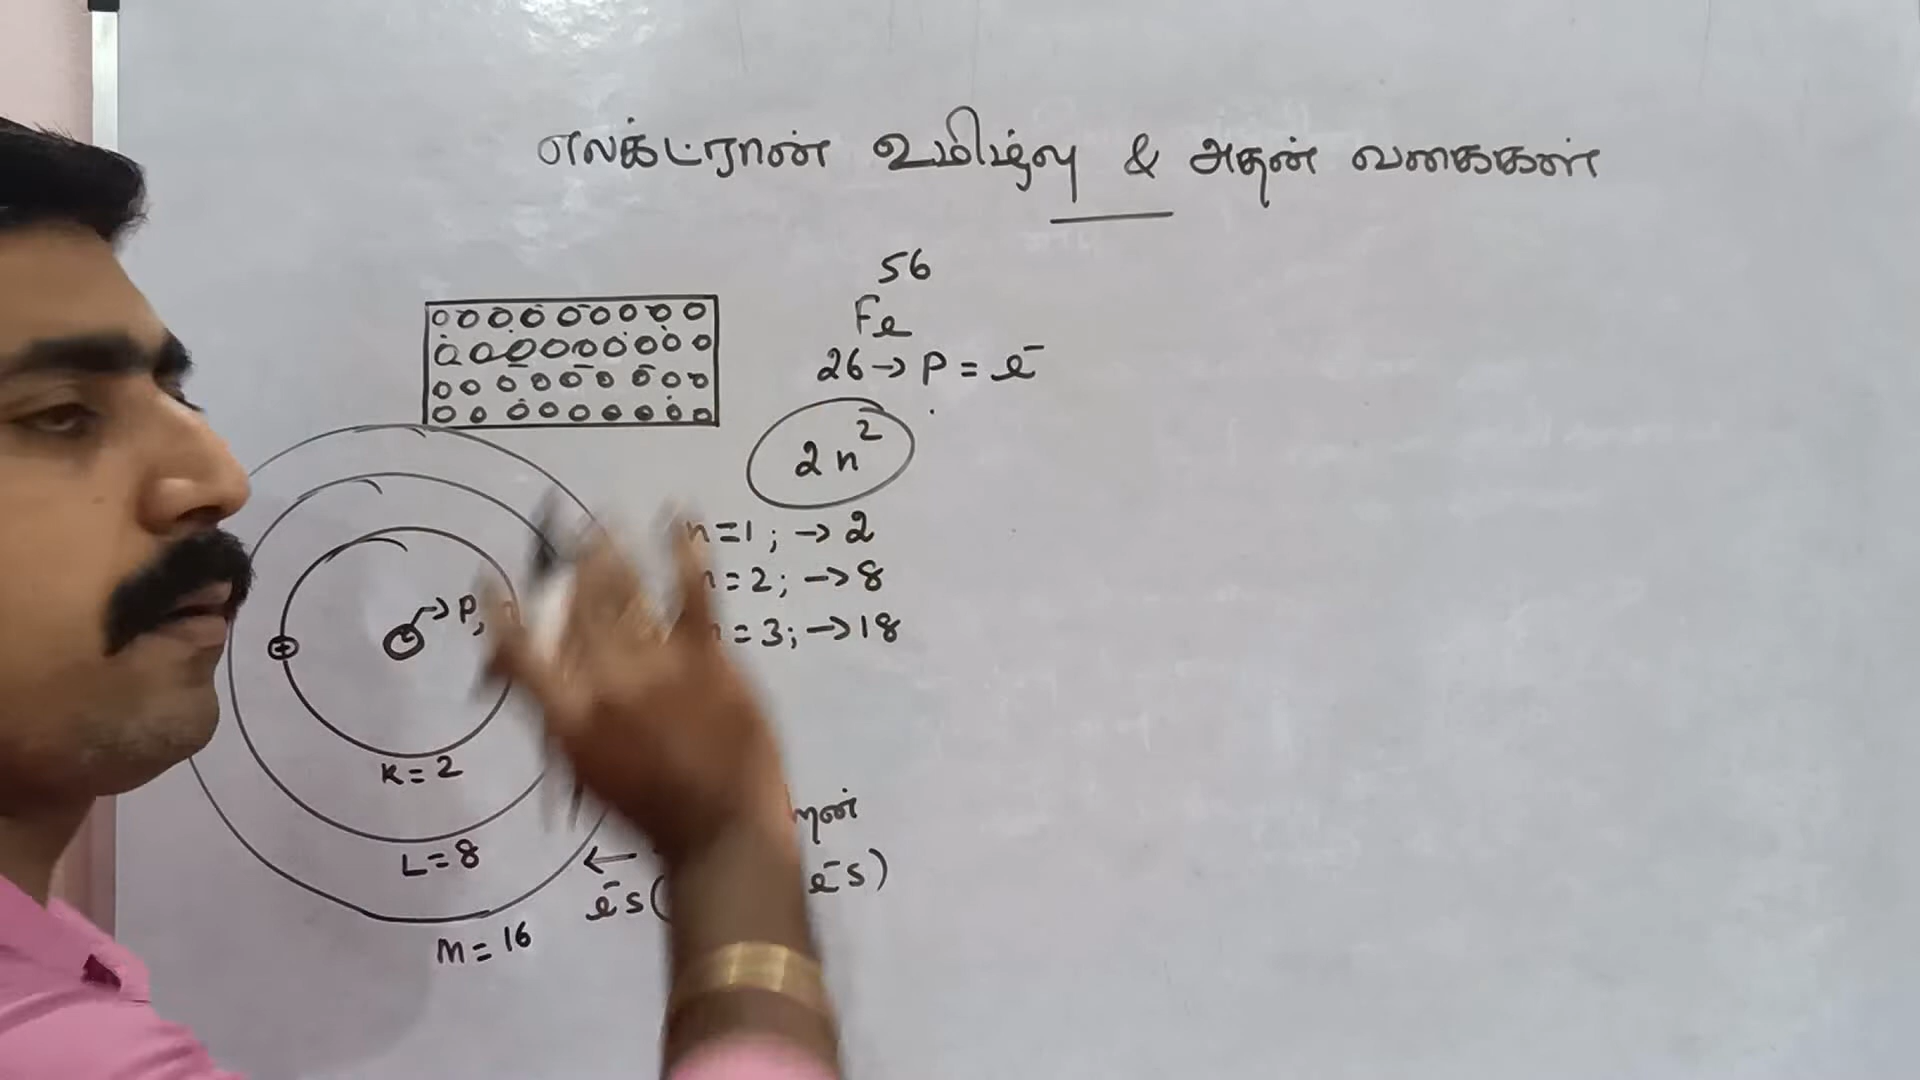 எலக்ட்ரான் உமிழ்வு & அதன் வகைகள்
56
Fe
26 → P = e⁻
2n²
n=1; → 2
n=2; → 8
n=3; → 18
→ P,
K=2
L=8
M=16
←
e⁻s (
e⁻s)